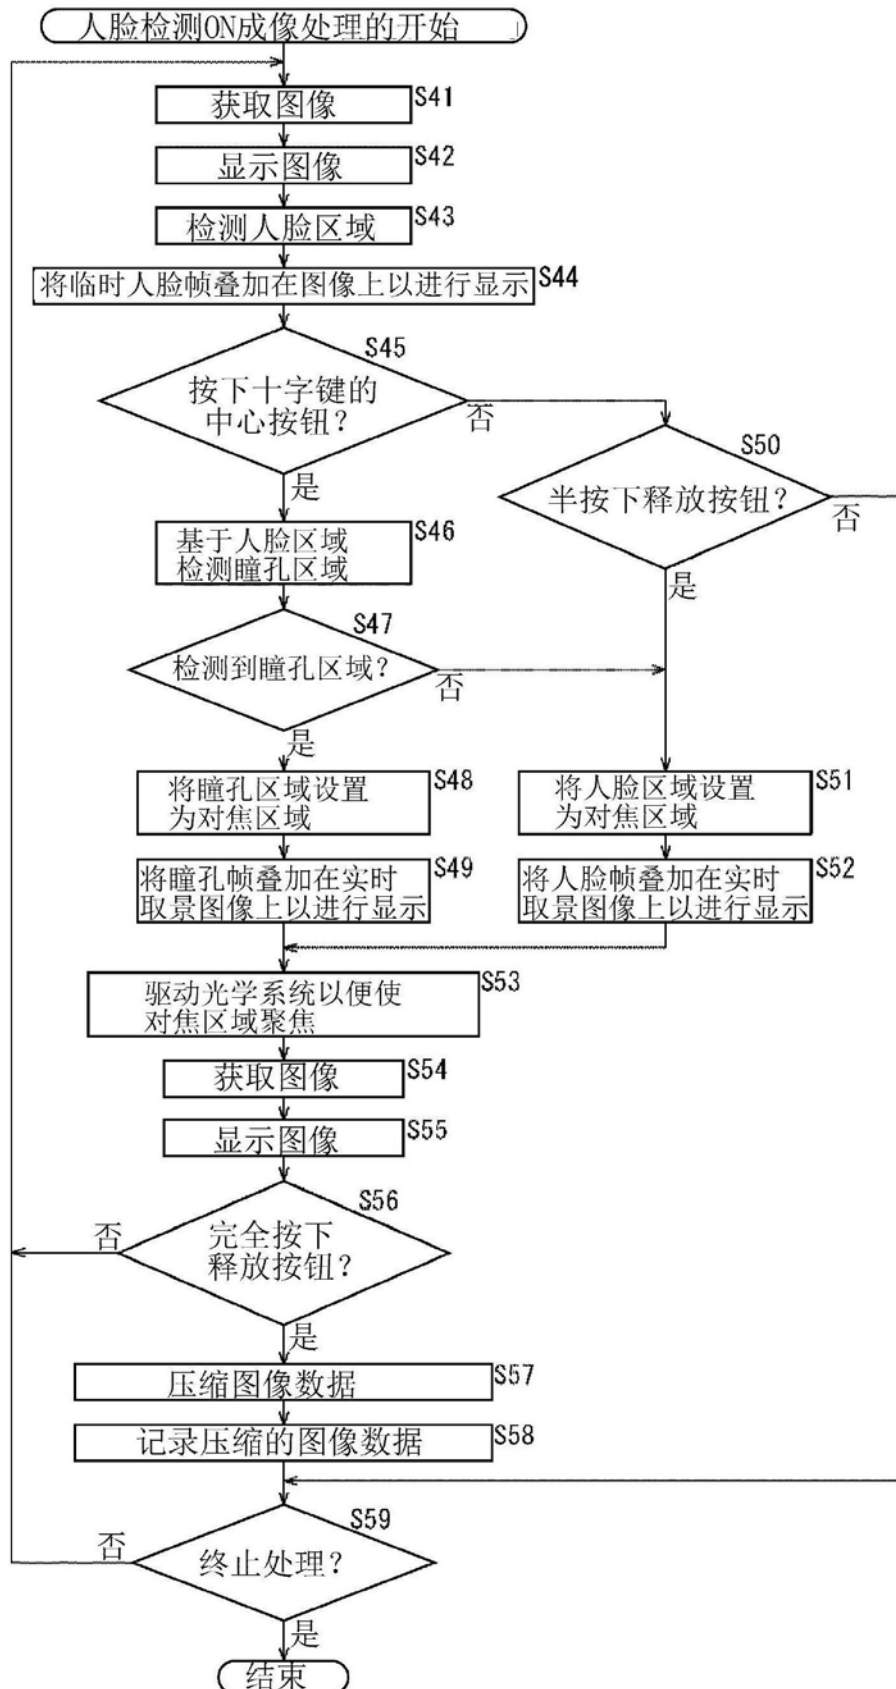 人脸检测ON成像处理的开始
获取图像
S41
显示图像
S42
检测人脸区域
S43
将临时人脸帧叠加在图像上以进行显示
S44
S45
按下十字键的
中心按钮?
否
是
S50
半按下释放按钮?
否
是
基于人脸区域
检测瞳孔区域
S46
S47
检测到瞳孔区域?
否
是
将瞳孔区域设置
为对焦区域
S48
将人脸区域设置
为对焦区域
S51
将瞳孔帧叠加在实时
取景图像上以进行显示
S49
将人脸帧叠加在实时
取景图像上以进行显示
S52
驱动光学系统以便使
对焦区域聚焦
S53
获取图像
S54
显示图像
S55
S56
完全按下
释放按钮?
否
是
压缩图像数据
S57
记录压缩的图像数据
S58
S59
终止处理?
否
是
结束